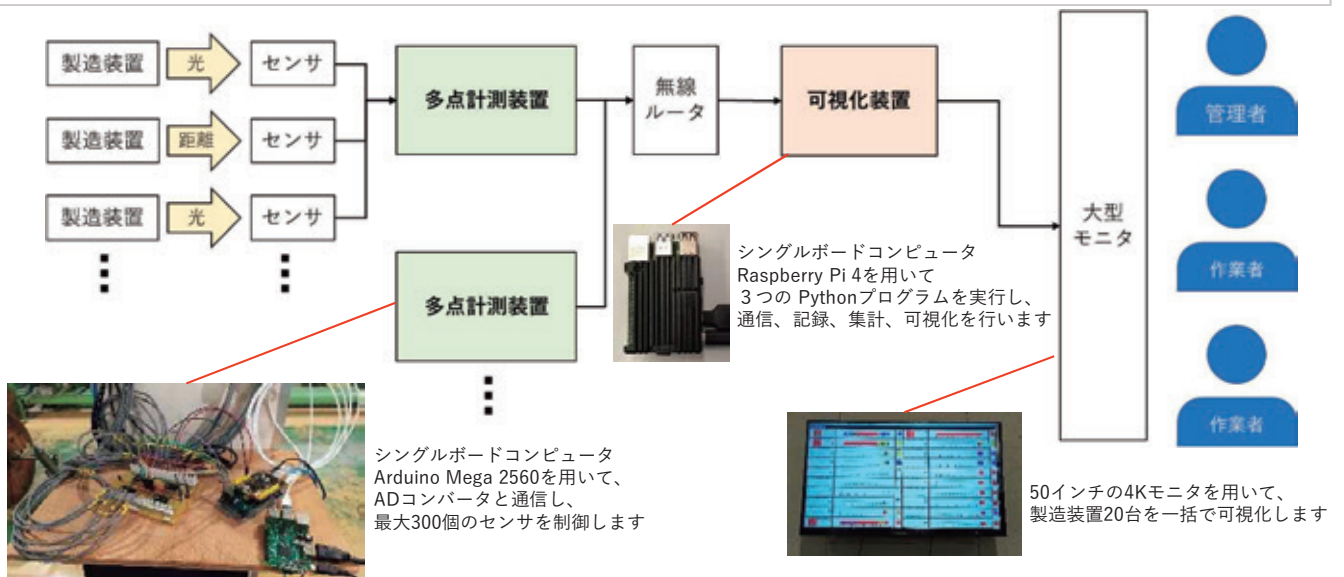 製造装置
光
センサ
製造装置
距離
センサ
製造装置
光
センサ
多点計測装置
多点計測装置
無線
ルータ
可視化装置
大型
モニタ
管理者
作業者
作業者
シングルボードコンピュータ
Raspberry Pi 4を用いて
３つの Pythonプログラムを実行し、
通信、記録、集計、可視化を行います
シングルボードコンピュータ
Arduino Mega 2560を用いて、
ADコンバータと通信し、
最大300個のセンサを制御します
50インチの4Kモニタを用いて、
製造装置20台を一括で可視化します